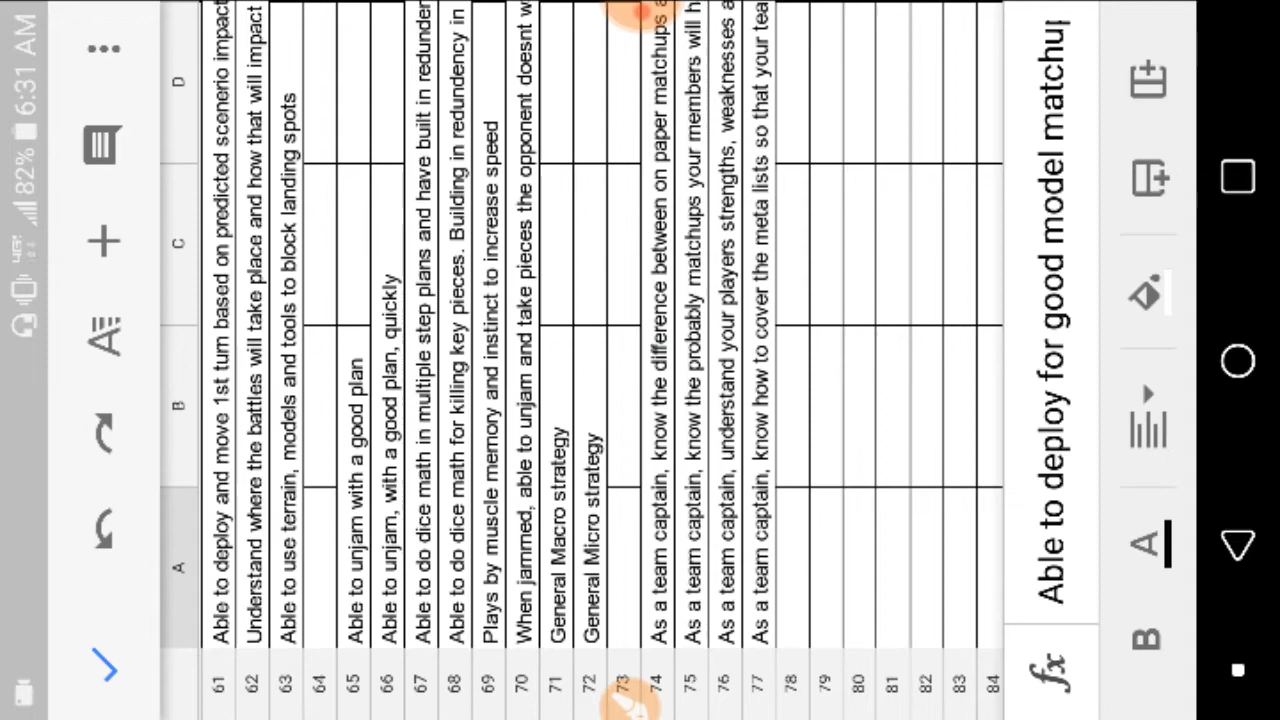 82% 6:31 AM
A B C D
61 Able to deploy and move 1st turn based on predicted scenerio impact
62 Understand where the battles will take place and how that will impact
63 Able to use terrain, models and tools to block landing spots
64
65 Able to unjam with a good plan
66 Able to unjam, with a good plan, quickly
67 Able to do dice math in multiple step plans and have built in redunder
68 Able to do dice math for killing key pieces. Building in redundency in
69 Plays by muscle memory and instinct to increase speed
70 When jammed, able to unjam and take pieces the opponent doesnt w
71 General Macro strategy
72 General Micro strategy
73
74 As a team captain, know the difference between on paper matchups a
75 As a team captain, know the probably matchups your members will h
76 As a team captain, understand your players strengths, weaknesses a
77 As a team captain, know how to cover the meta lists so that your tea
78
79
80
81
82
83
84
fx Able to deploy for good model matchup
B A